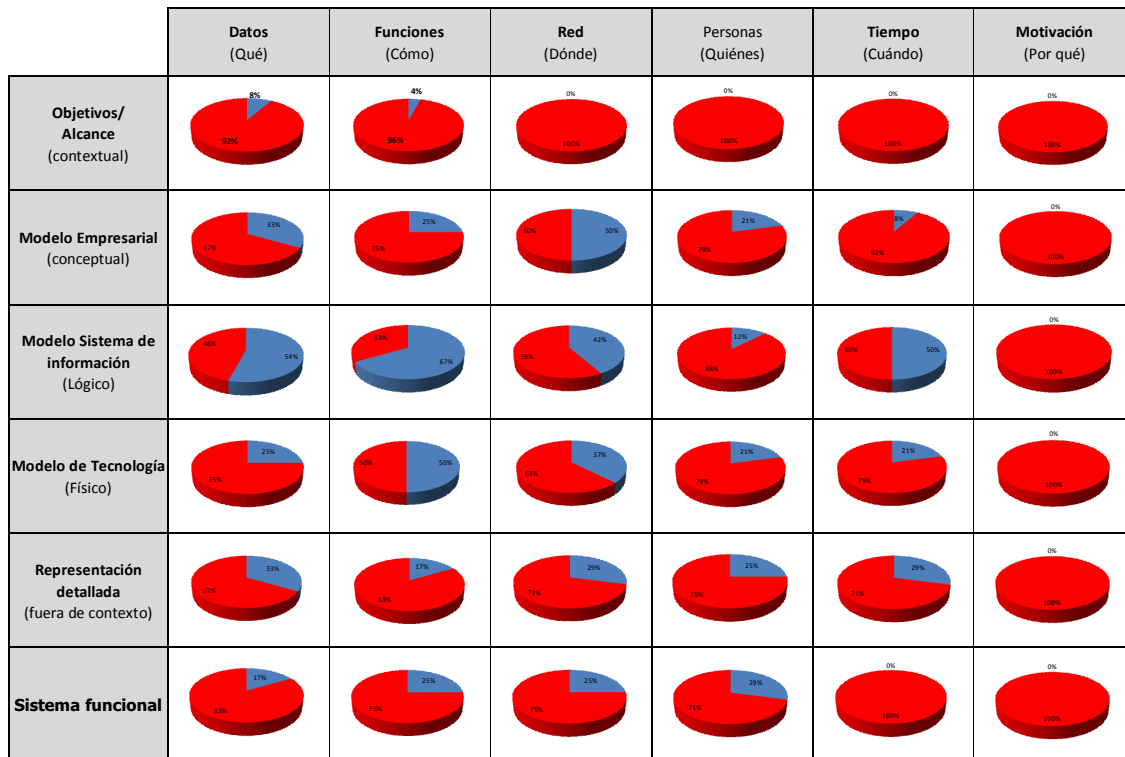 Datos
(Qué)
Funciones
(Cómo)
Red
(Dónde)
Personas
(Quiénes)
Tiempo
(Cuándo)
Motivación
(Por qué)
Objetivos/
Alcance
(contextual)
8%
92%
4%
96%
0%
100%
0%
100%
0%
100%
0%
100%
Modelo Empresarial
(conceptual)
33%
67%
25%
75%
50%
50%
21%
79%
8%
92%
0%
100%
Modelo Sistema de
información
(Lógico)
46%
54%
33%
67%
42%
58%
12%
88%
50%
50%
0%
100%
Modelo de Tecnología
(Físico)
25%
75%
50%
50%
37%
63%
21%
79%
21%
79%
0%
100%
Representación
detallada
(fuera de contexto)
33%
67%
17%
83%
29%
71%
25%
75%
29%
71%
0%
100%
Sistema funcional
17%
83%
25%
75%
25%
75%
29%
71%
0%
100%
0%
100%